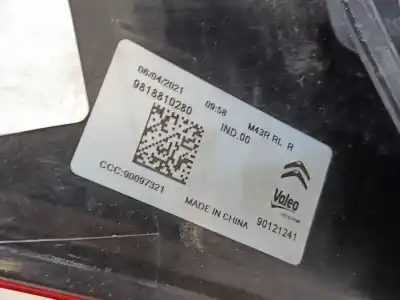 06/04/2021 09:58 M43R RL R
9818810280 IND.00
CCC:90097321 MADE IN CHINA 90121241
Valeo